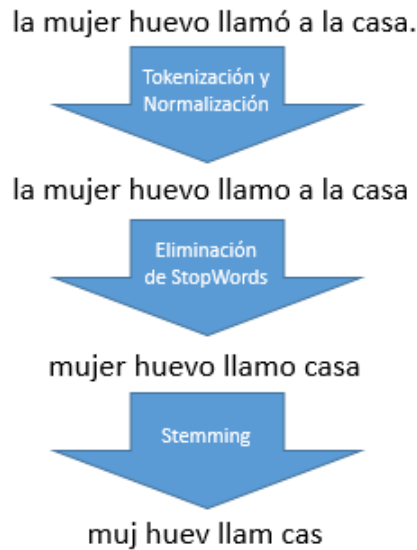 la mujer huevo llamó a la casa.
Tokenización y
Normalización
la mujer huevo llamo a la casa
Eliminación
de StopWords
mujer huevo llamo casa
Stemming
muj huev llam cas